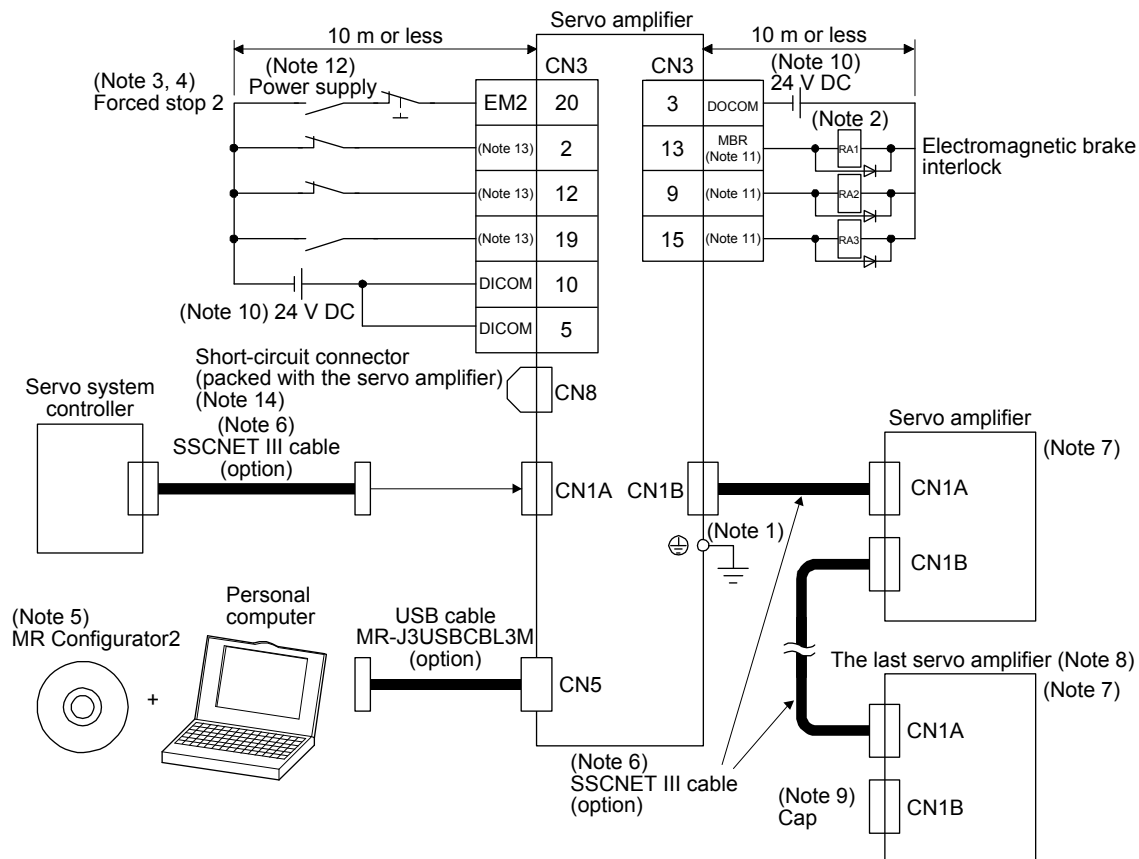 Servo amplifier
10 m or less
10 m or less
(Note 3, 4)
Forced stop 2
(Note 12)
Power supply
CN3
CN3
(Note 10)
24 V DC
EM2 20
3 DOCOM
(Note 2)
(Note 13) 2
13 MBR
(Note 11)
RA1
Electromagnetic brake
interlock
(Note 13) 12
9 (Note 11)
RA2
(Note 13) 19
15 (Note 11)
RA3
DICOM 10
(Note 10) 24 V DC
DICOM 5
Short-circuit connector
(packed with the servo amplifier)
(Note 14)
CN8
Servo system
controller
(Note 6)
SSCNET III cable
(option)
CN1A
CN1B
(Note 1)
Servo amplifier
(Note 7)
CN1A
CN1B
(Note 5)
MR Configurator2
+
Personal
computer
USB cable
MR-J3USBCBL3M
(option)
CN5
The last servo amplifier (Note 8)
(Note 7)
CN1A
(Note 6)
SSCNET III cable
(option)
(Note 9)
Cap
CN1B